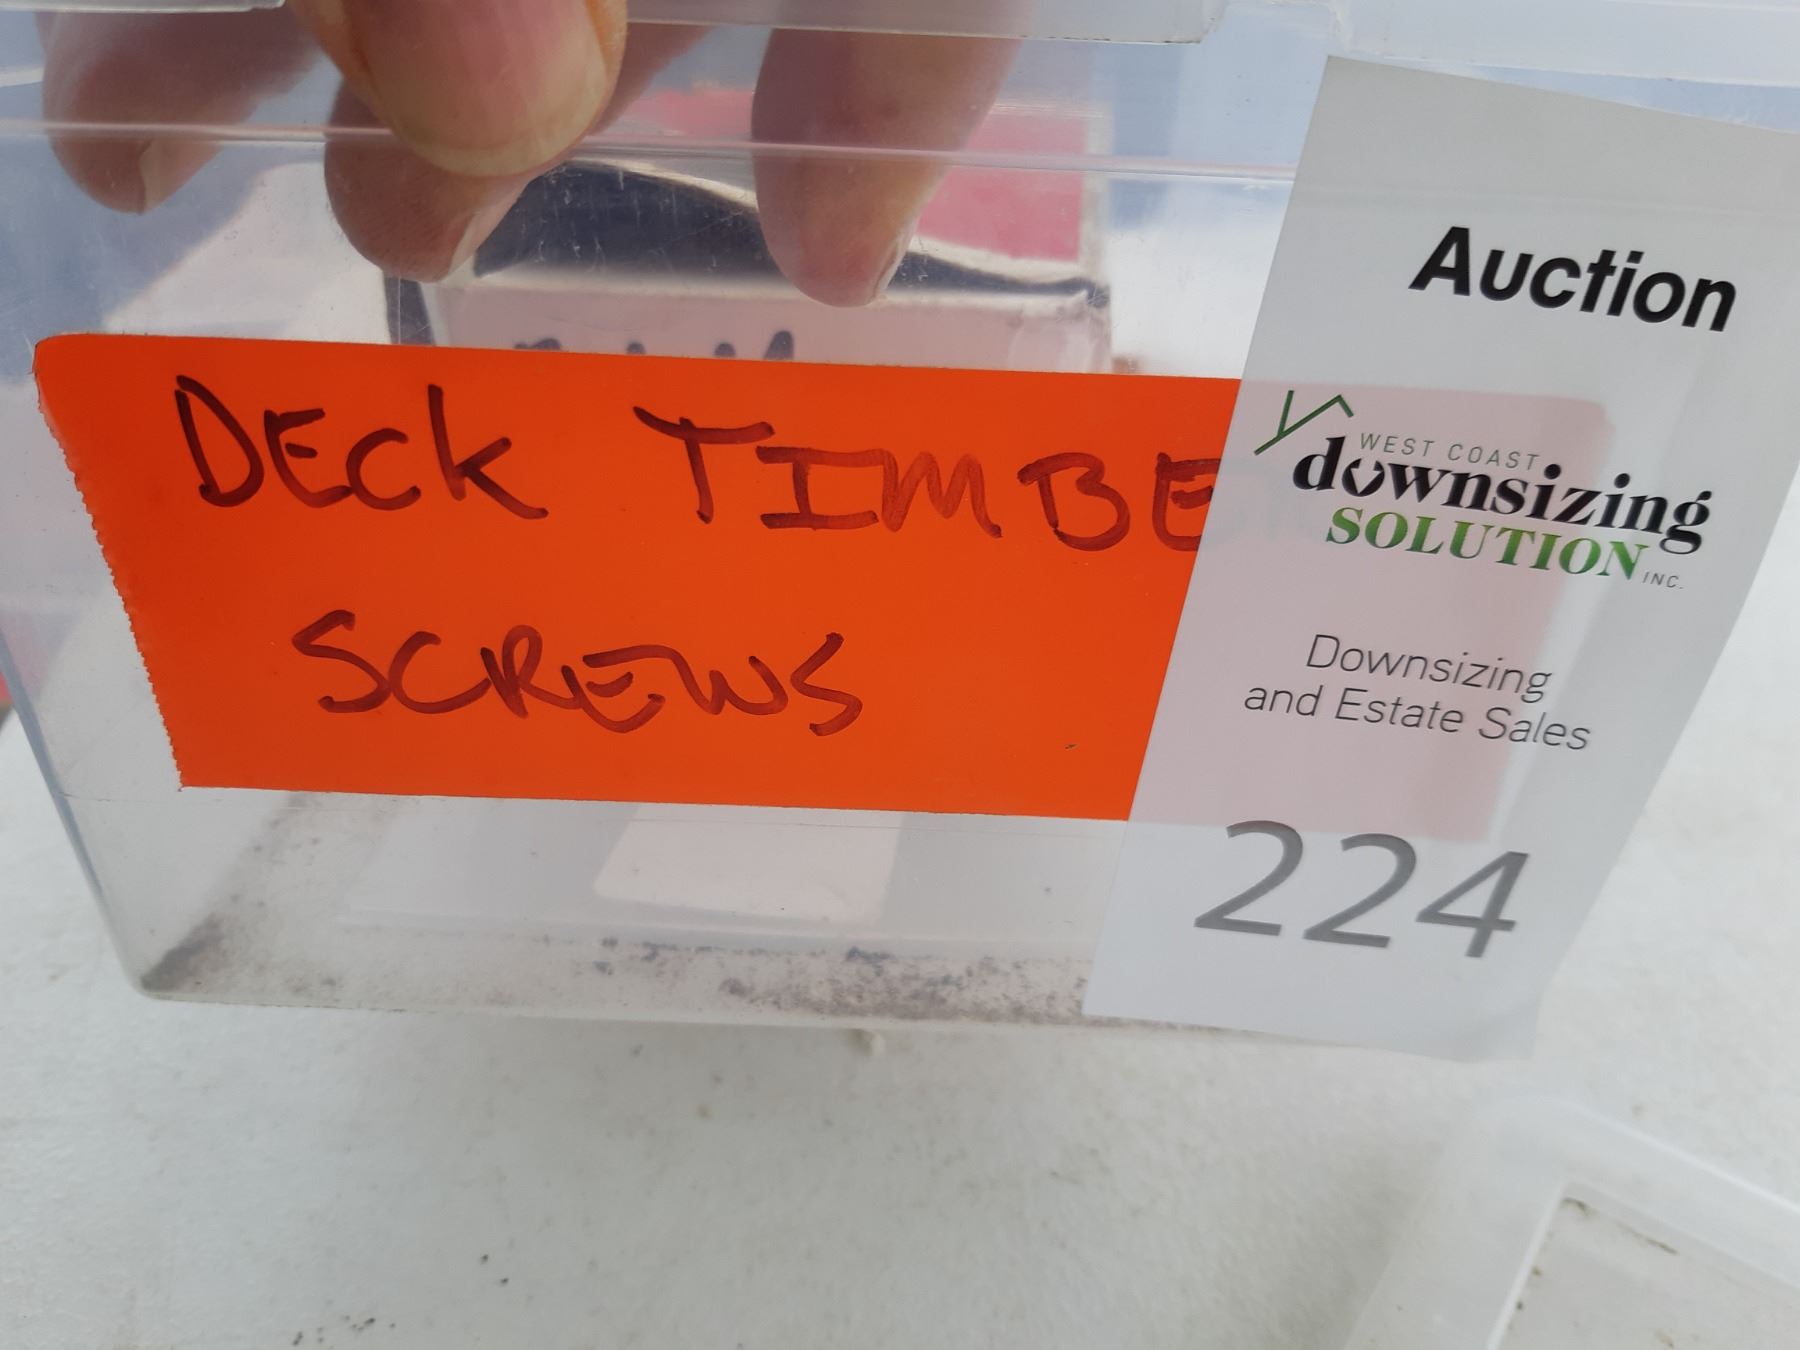 DECK TIMBE
SCREWS
Auction
WEST COAST
downsizing
SOLUTION INC.
Downsizing
and Estate Sales
224